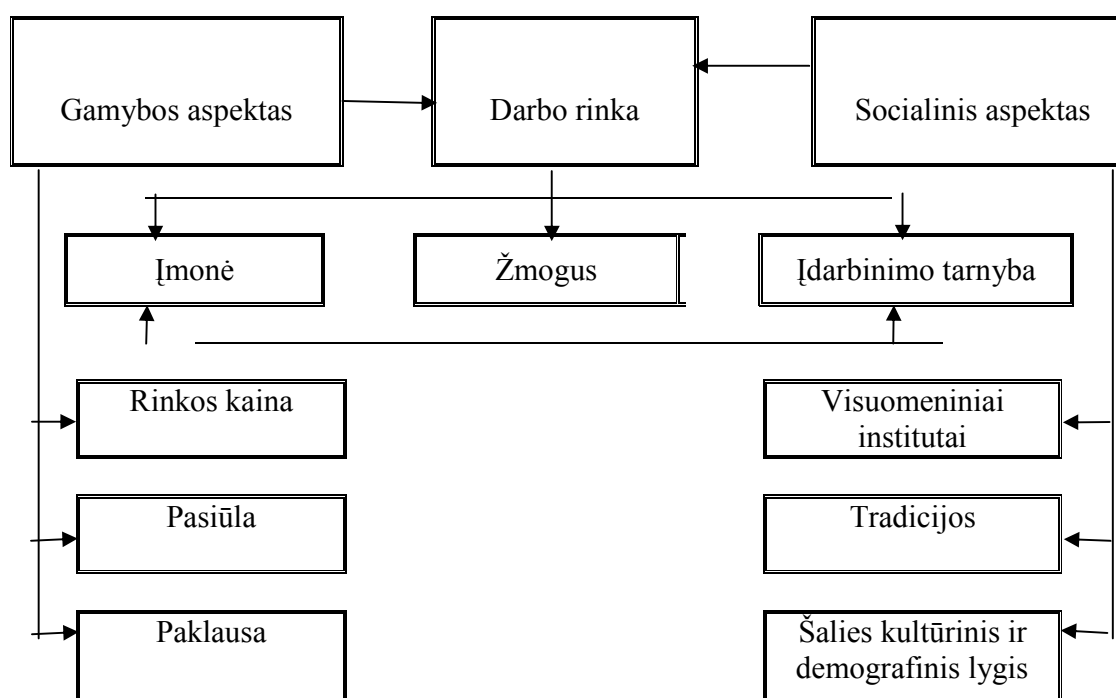 Gamybos aspektas
Darbo rinka
Socialinis aspektas
Įmonė
Žmogus
Įdarbinimo tarnyba
Rinkos kaina
Visuomeniniai
institutai
Pasiūla
Tradicijos
Paklausa
Šalies kultūrinis ir
demografinis lygis